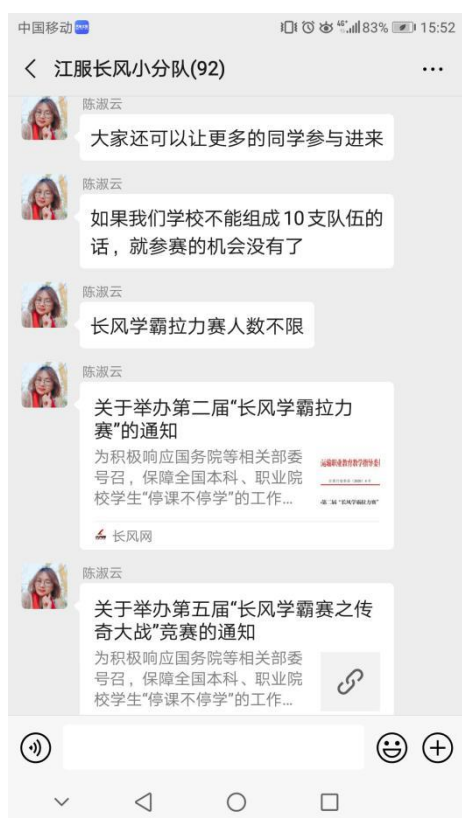 中国移动 46+ 83% 15:52
江服长风小分队(92)
陈淑云
大家还可以让更多的同学参与进来
陈淑云
如果我们学校不能组成10支队伍的
话，就参赛的机会没有了
陈淑云
长风学霸拉力赛人数不限
陈淑云
关于举办第二届“长风学霸拉力
赛”的通知
为积极响应国务院等相关部委
号召，保障全国本科、职业院
校学生“停课不停学”的工作...
长风网
陈淑云
关于举办第五届“长风学霸赛之传
奇大战”竞赛的通知
为积极响应国务院等相关部委
号召，保障全国本科、职业院
校学生“停课不停学”的工作...